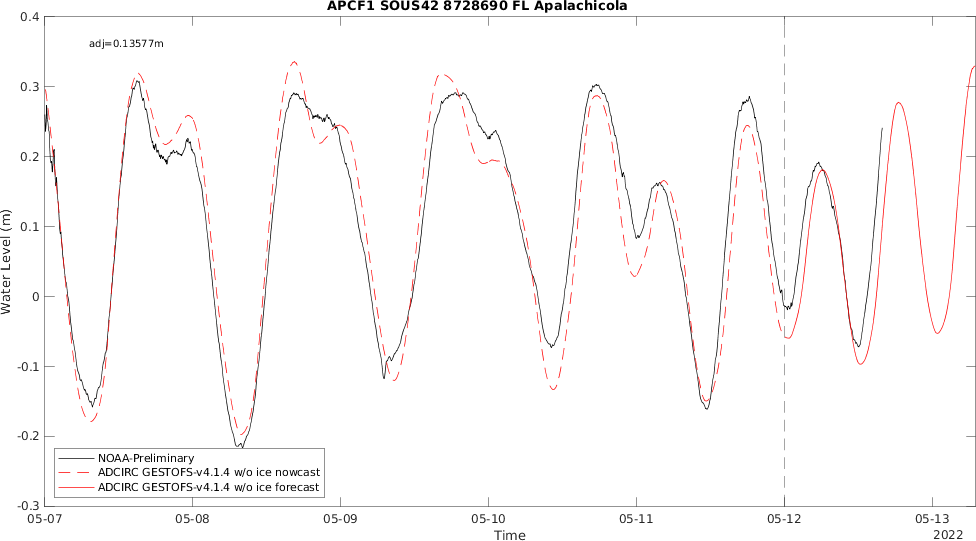 APCF1 SOUS42 8728690 FL Apalachicola
adj=0.13577m
0.4
0.3
0.2
0.1
0
-0.1
-0.2
-0.3
Water Level (m)
NOAA-Preliminary
ADCIRC GESTOFS-v4.1.4 w/o ice nowcast
ADCIRC GESTOFS-v4.1.4 w/o ice forecast
05-07 05-08 05-09 05-10 05-11 05-12 05-13
Time
2022